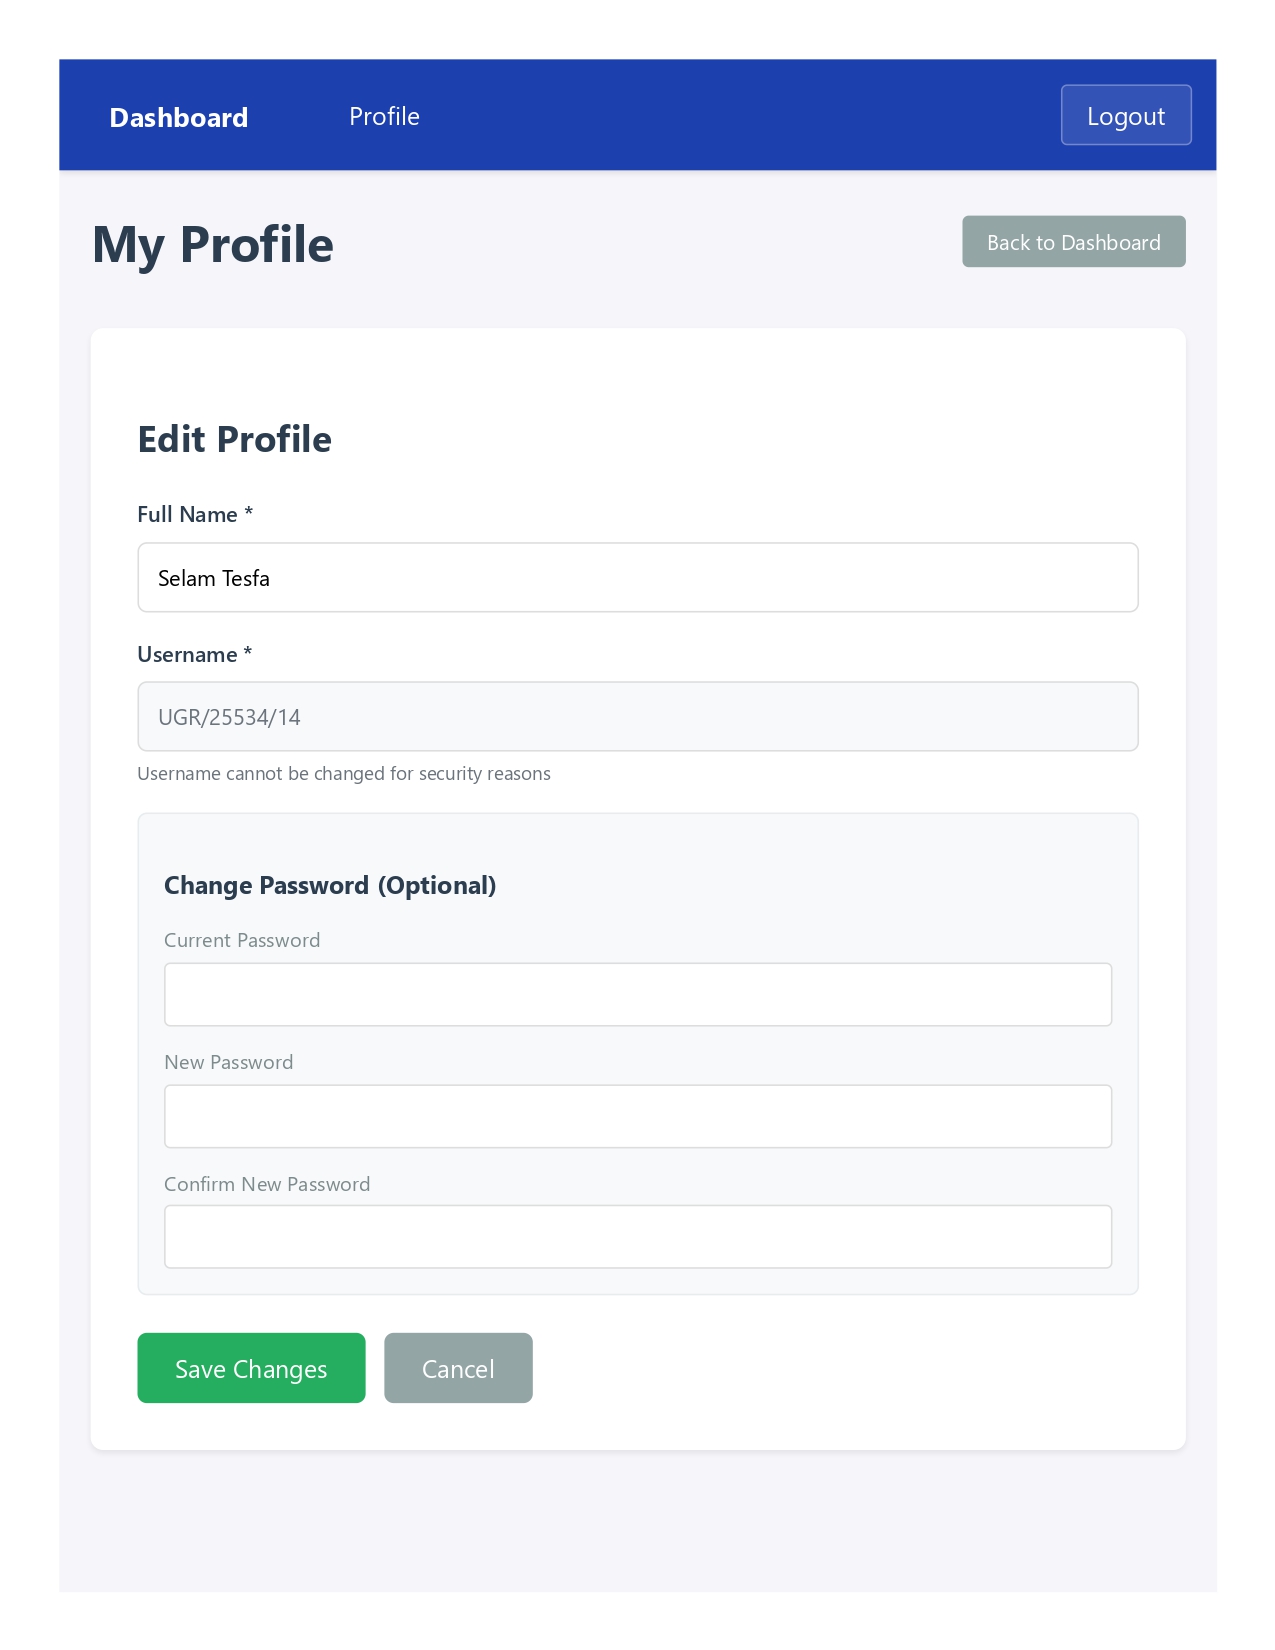 Dashboard Profile Logout
My Profile Back to Dashboard
Edit Profile
Full Name *
Selam Tesfa
Username *
UGR/25534/14
Username cannot be changed for security reasons
Change Password (Optional)
Current Password
New Password
Confirm New Password
Save Changes Cancel